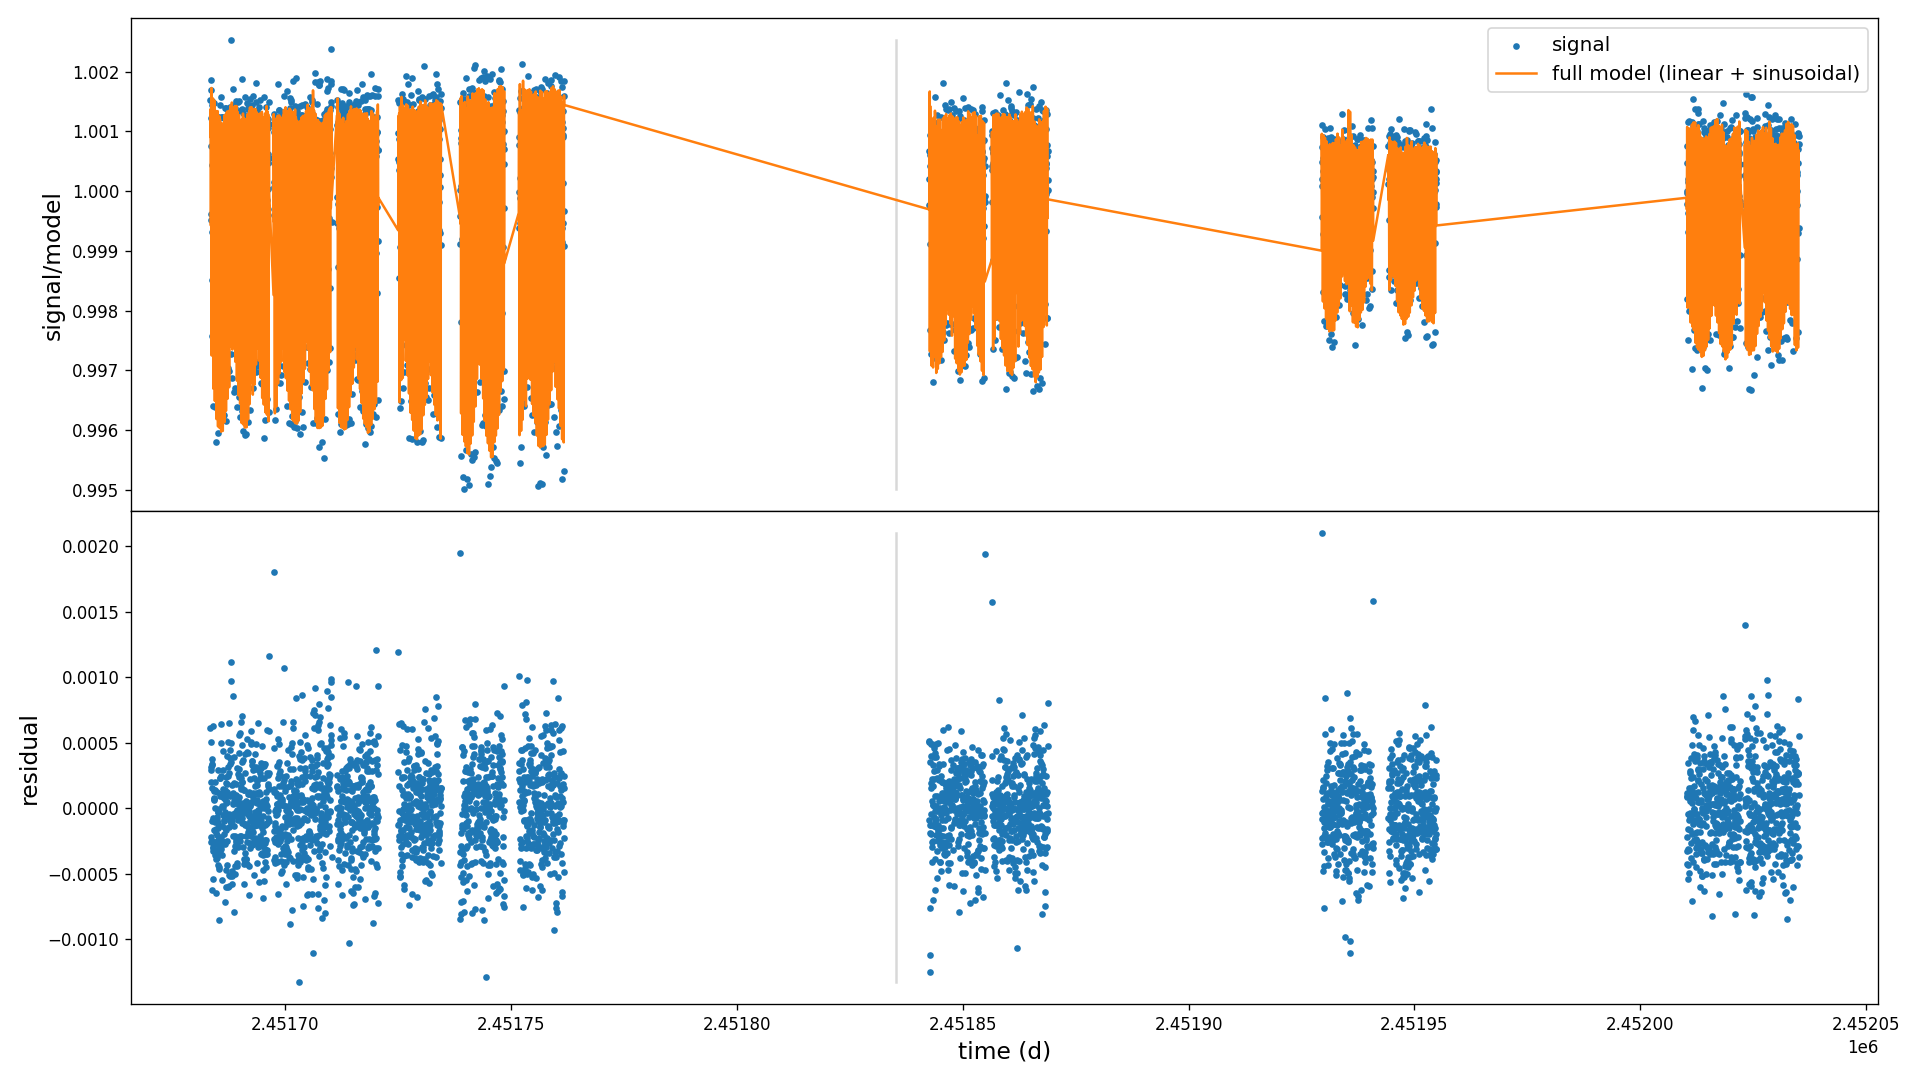 signal
full model (linear + sinusoidal)
1.002
1.001
1.000
0.999
0.998
0.997
0.996
0.995
signal/model
0.0020
0.0015
0.0010
0.0005
0.0000
−0.0005
−0.0010
residual
2.45170 2.45175 2.45180 2.45185 2.45190 2.45195 2.45200 2.45205
1e6
time (d)